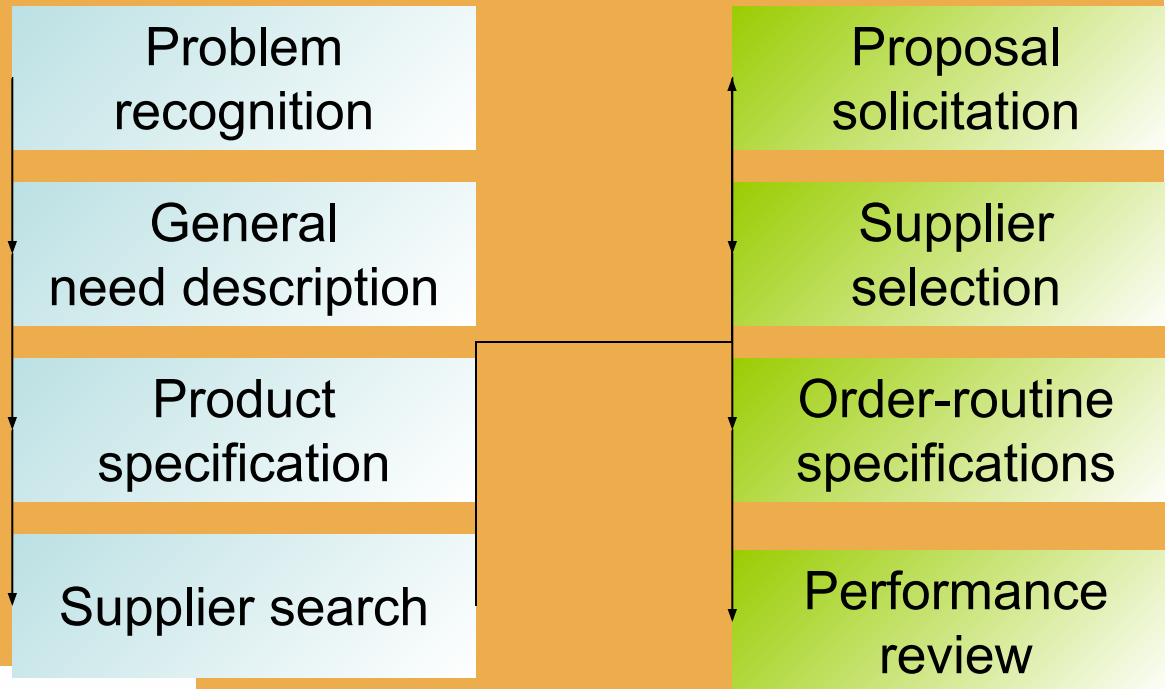 Problem
recognition
General
need description
Product
specification
Supplier search
Proposal
solicitation
Supplier
selection
Order-routine
specifications
Performance
review